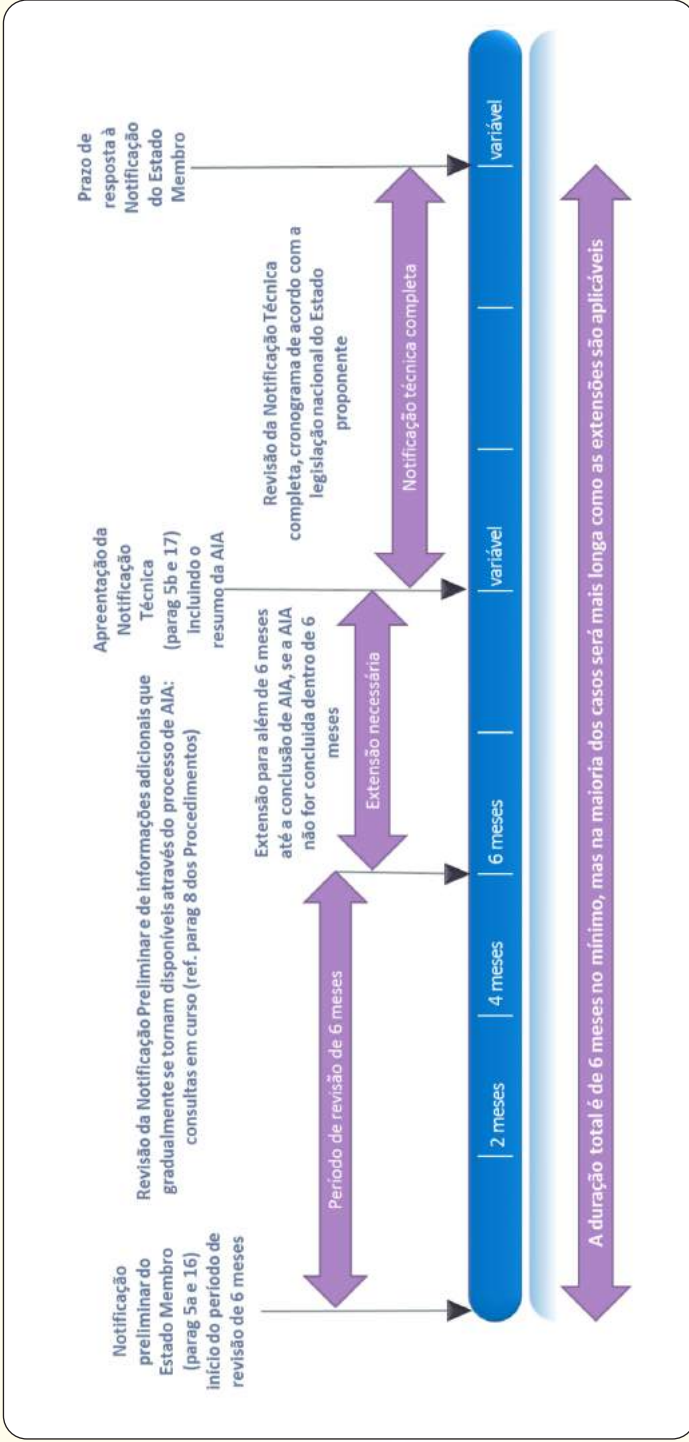 Notificação
preliminar do
Estado Membro
(parag 5a e 16)
início do período de
revisão de 6 meses
Revisão da Notificação Preliminar e de informações adicionais que
gradualmente se tornam disponíveis através do processo de AIA:
consultas em curso (ref. parag 8 dos Procedimentos)
Apreentação da
Notificação
Técnica
(parag 5b e 17)
Incluindo o
resumo da AIA
Prazo de
resposta à
Notificação
do Estado
Membro
Período de revisão de 6 meses
Extensão para além de 6 meses
até a conclusão de AIA, se a AIA
não for concluida dentro de 6
meses
Extensão necessária
Revisão da Notificação Técnica
completa, cronograma de acordo com a
legislação nacional do Estado
proponente
Notificação técnica completa
2 meses
4 meses
6 meses
variável
variável
A duração total é de 6 meses no mínimo, mas na maioria dos casos será mais longa como as extensões são aplicáveis